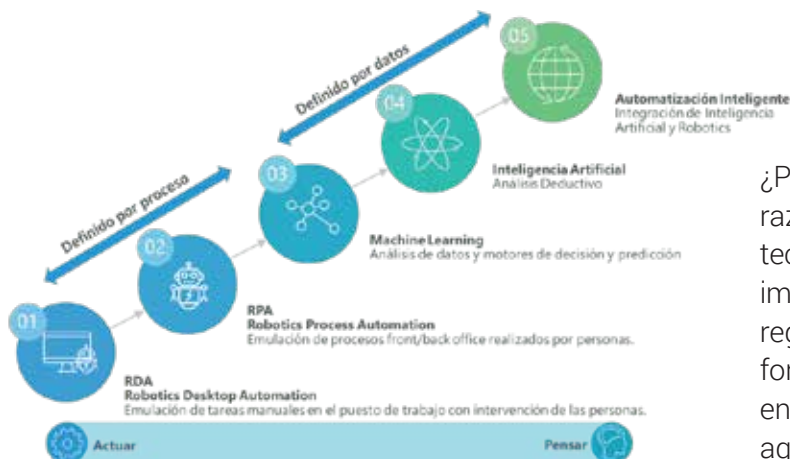 05
Automatización Inteligente
Integración de Inteligencia
Artificial y Robotics
Definido por datos
04
Inteligencia Artificial
Analisis Deductivo
03
Machine Learning
Análisis de datos y motores de decisión y predicción
Definido por proceso
02
RPA
Robotics Process Automation
Emulación de procesos front/back office realizados por personas.
01
RDA
Robotics Desktop Automation
Emulación de tareas manuales en el puesto de trabajo con intervención de las personas.
Actuar
Pensar
¿P
raz
tec
im
reg
for
en